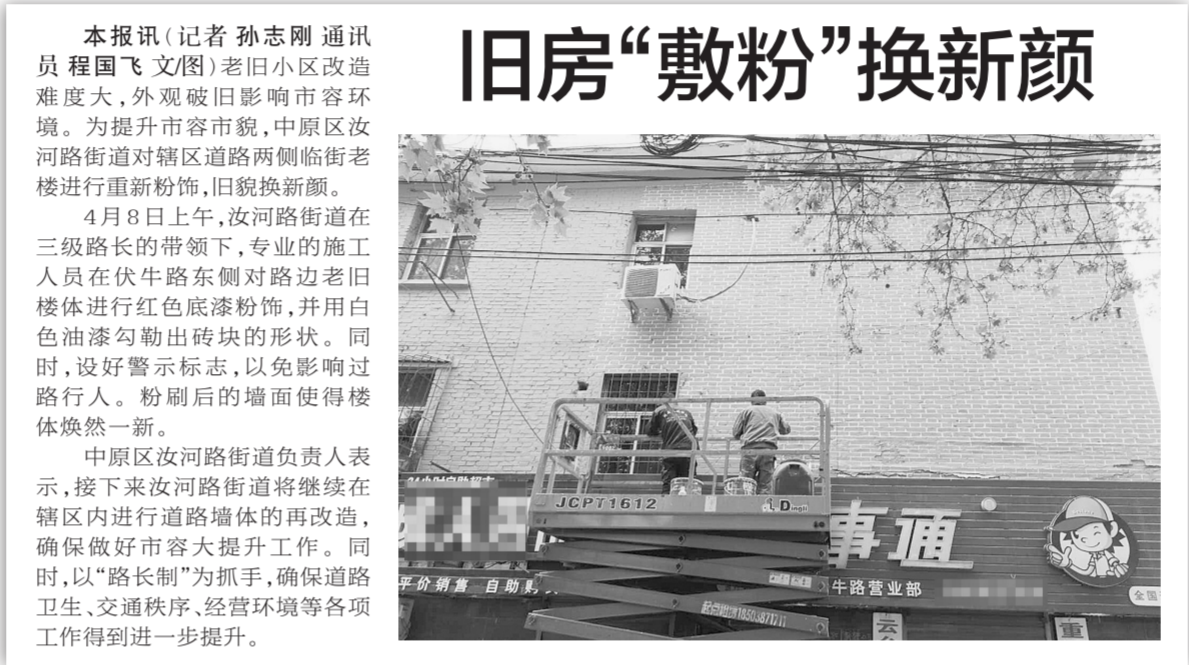 旧房“敷粉”换新颜
本报讯(记者 孙志刚 通讯
员 程国飞 文/图)老旧小区改造
难度大,外观破旧影响市容环
境。为提升市容市貌,中原区汝
河路街道对辖区道路两侧临街老
楼进行重新粉饰,旧貌换新颜。
4月8日上午,汝河路街道在
三级路长的带领下,专业的施工
人员在伏牛路东侧对路边老旧
楼体进行红色底漆粉饰,并用白
色油漆勾勒出砖块的形状。同
时,设好警示标志,以免影响过
路行人。粉刷后的墙面使得楼
体焕然一新。
中原区汝河路街道负责人表
示,接下来汝河路街道将继续在
辖区内进行道路墙体的再改造,
确保做好市容大提升工作。同
时,以“路长制”为抓手,确保道路
卫生、交通秩序、经营环境等各项
工作得到进一步提升。
JCPT1612
Dingli
事通
平价销售 自助购
牛路营业部
全国
重